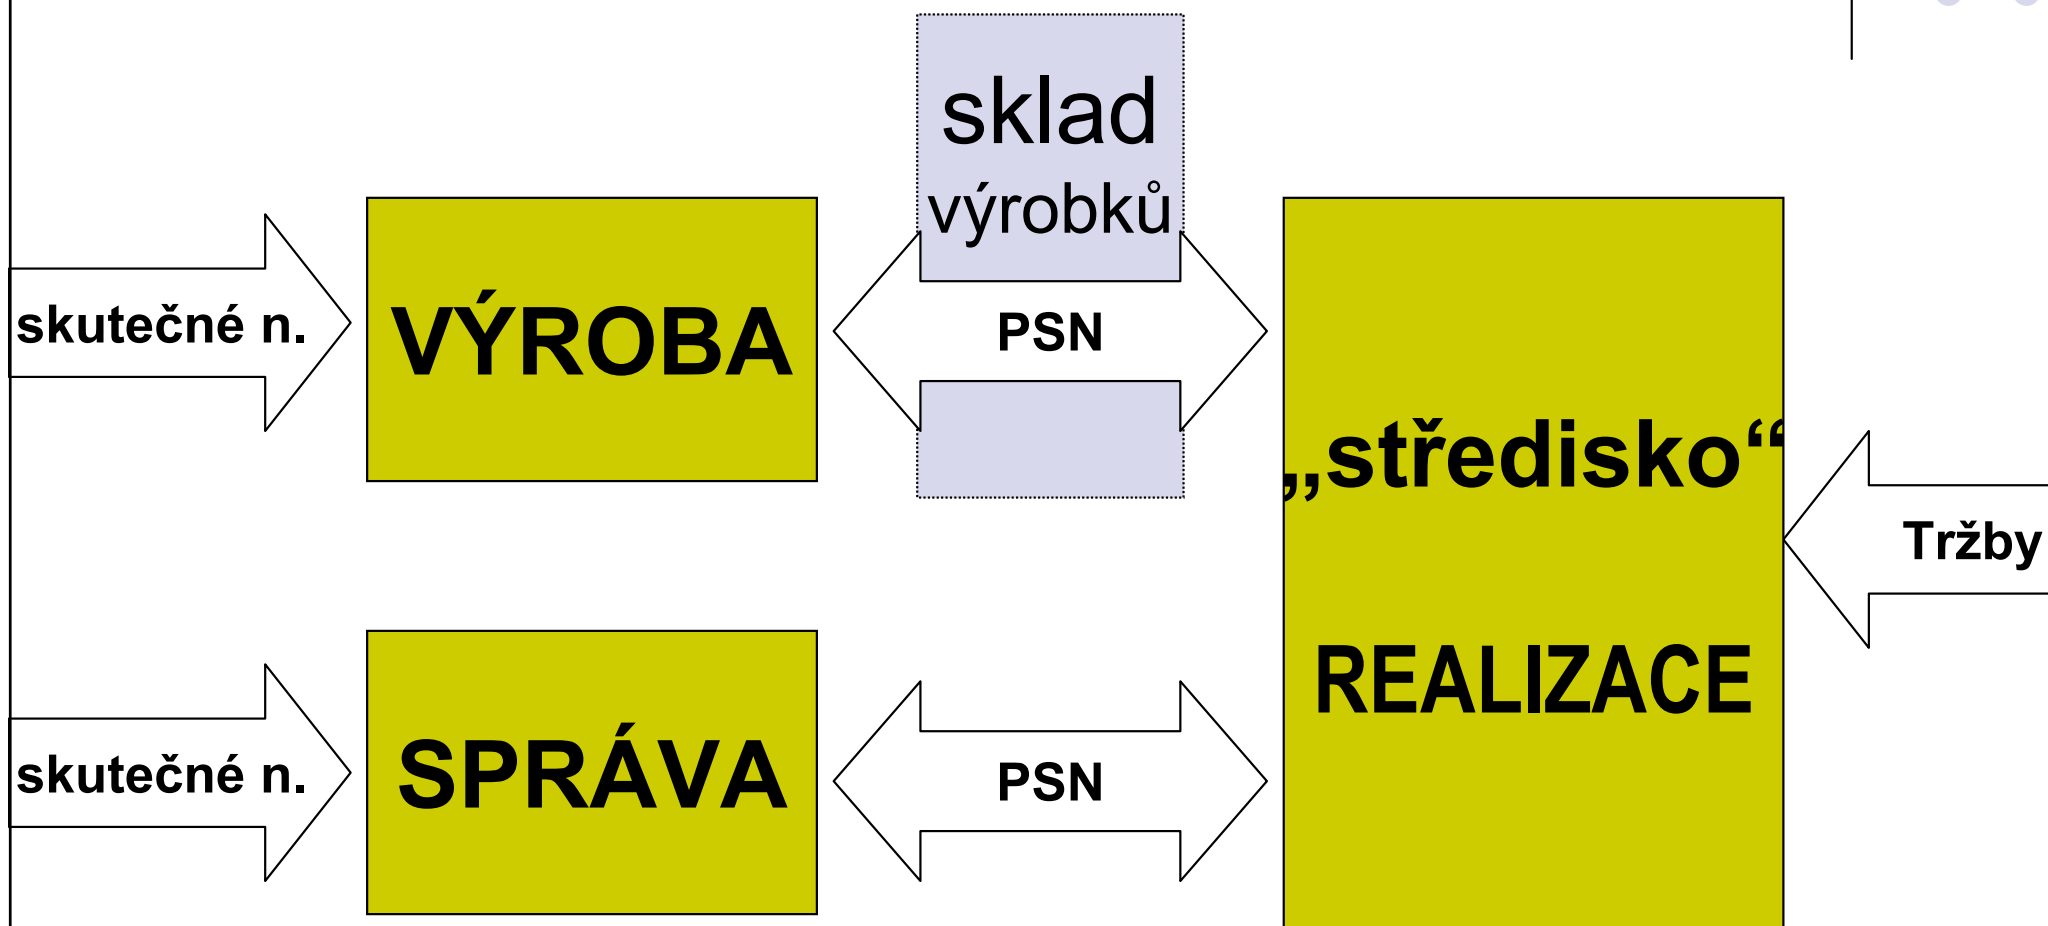 sklad
výrobků
skutečné n.
VÝROBA
PSN
„středisko“
Tržby
REALIZACE
skutečné n.
SPRÁVA
PSN